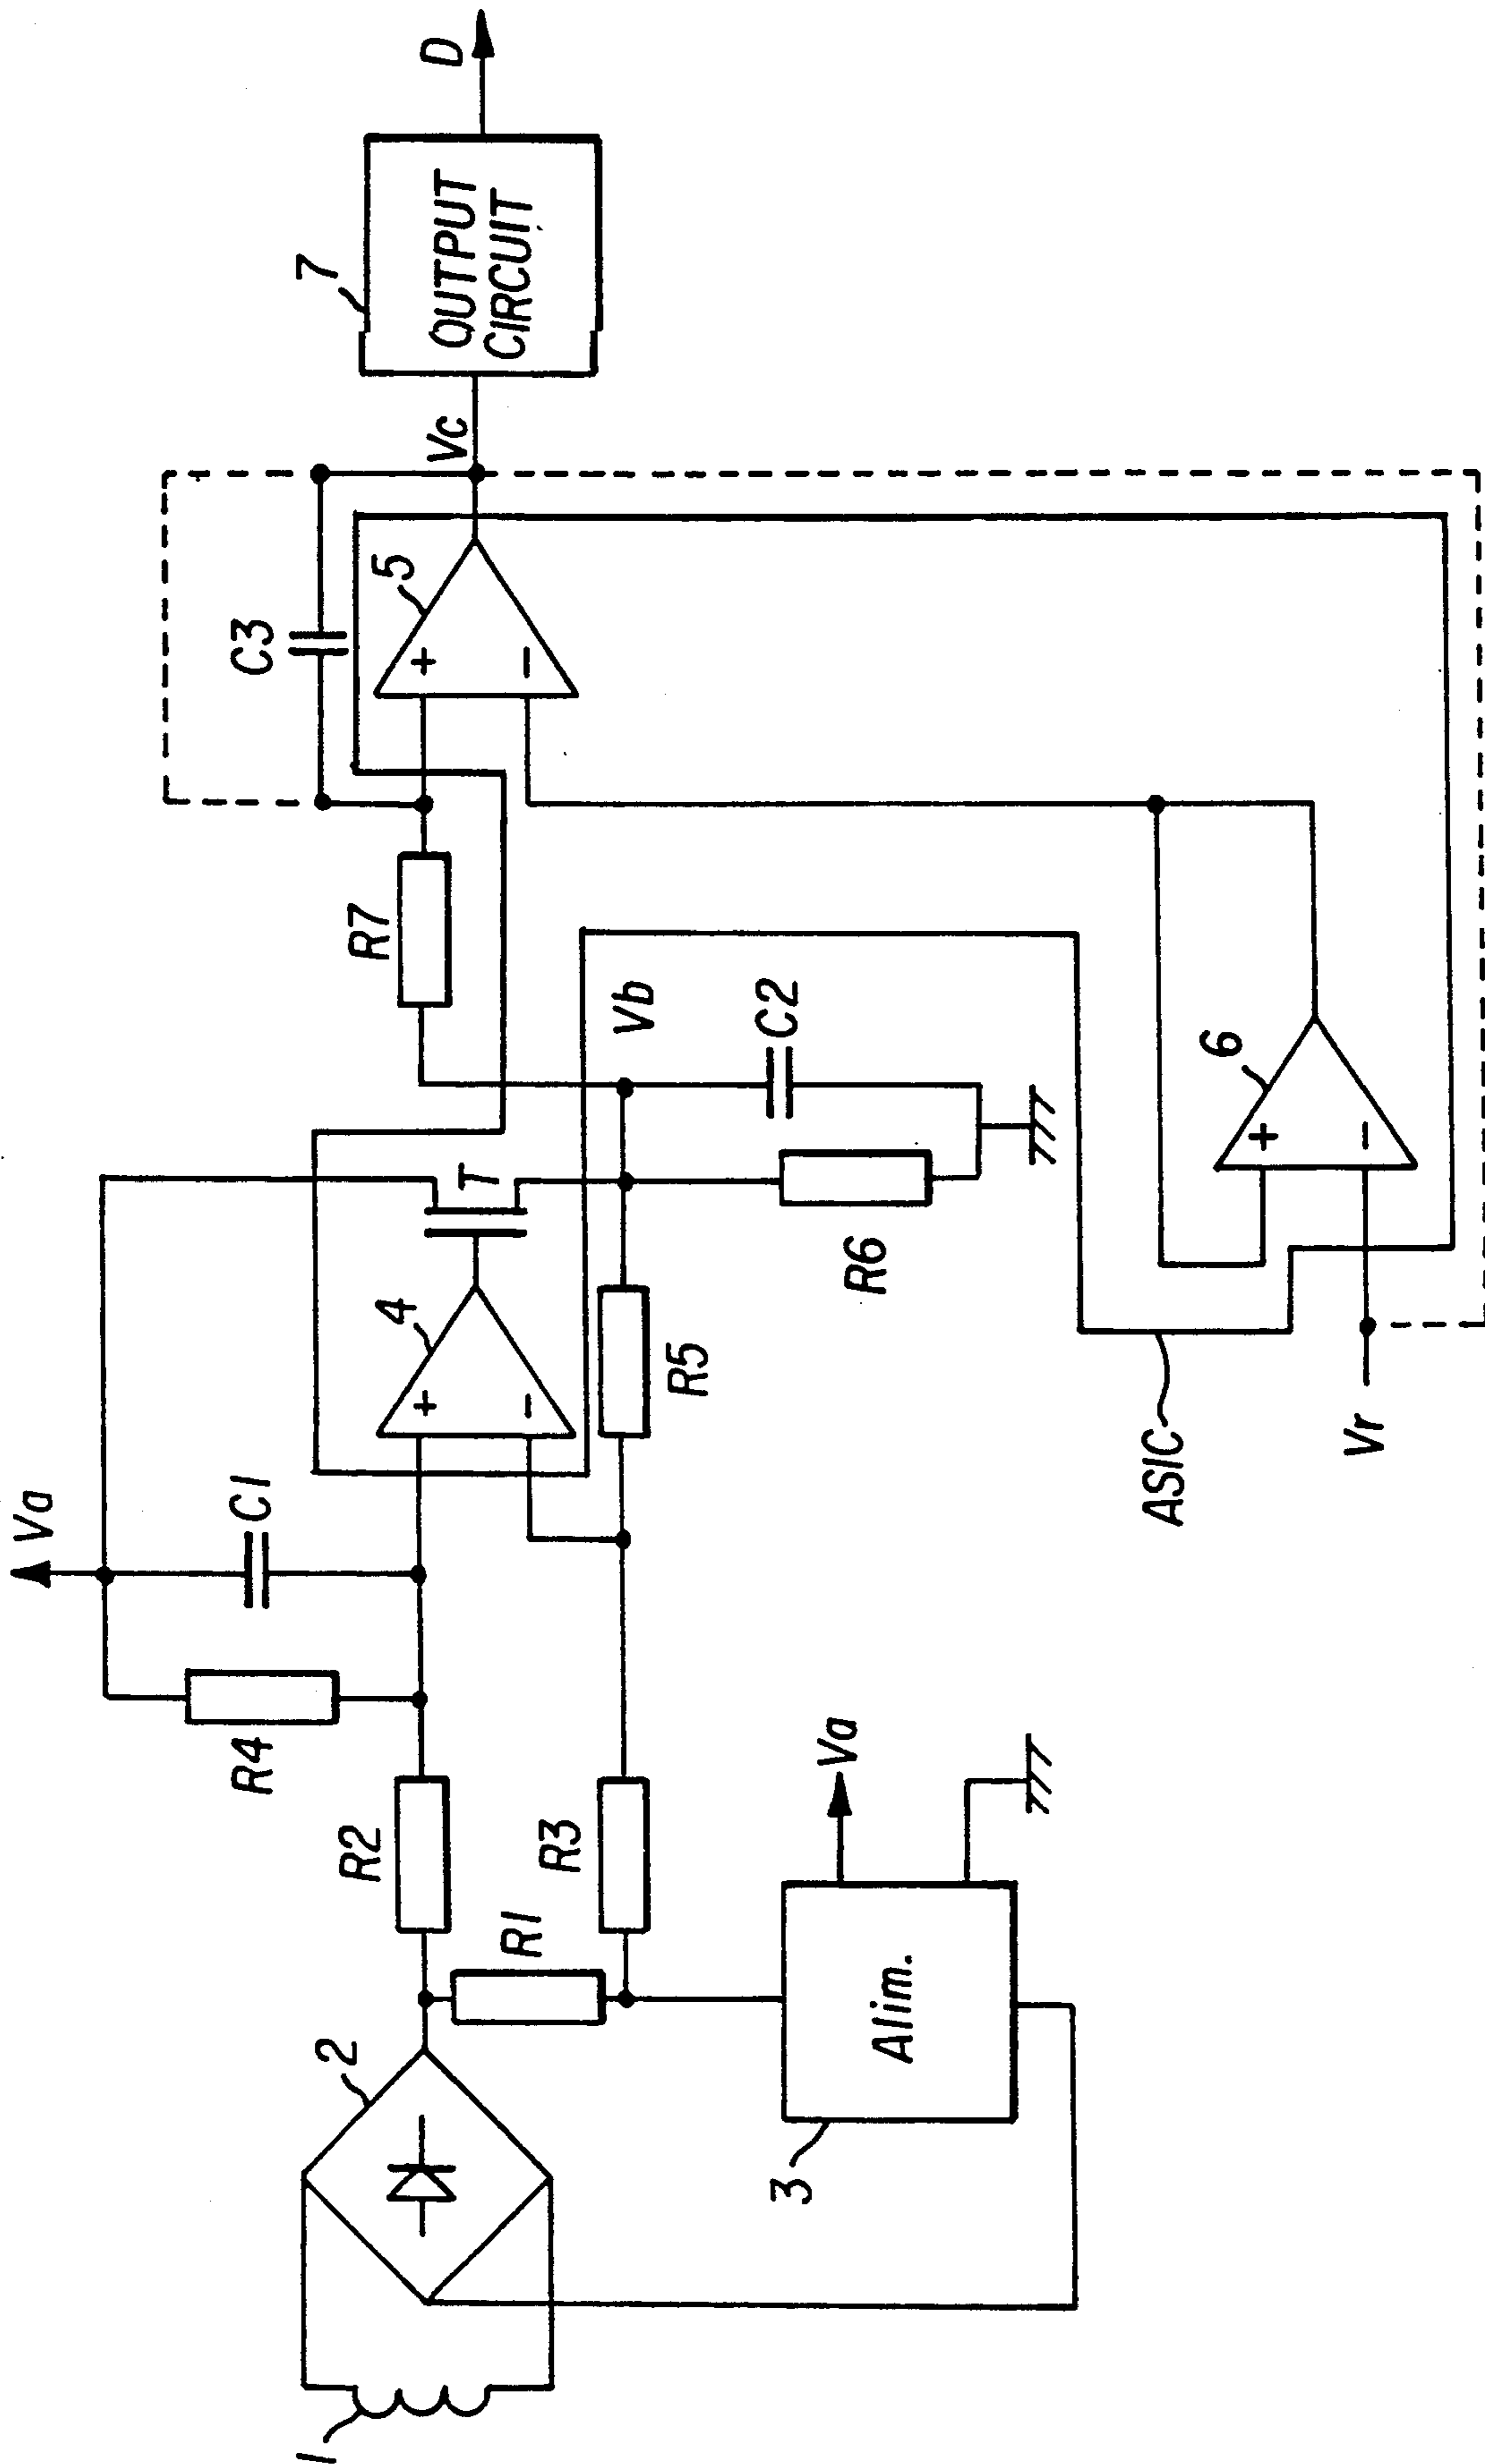 1
2
R1
R2
R3
R4
Va
C1
3
Alim.
Va
4
+
−
T
R5
R6
Vb
C2
R7
C3
5
+
−
Vc
7
OUTPUT
CIRCUIT
D
6
+
−
Vr
ASIC